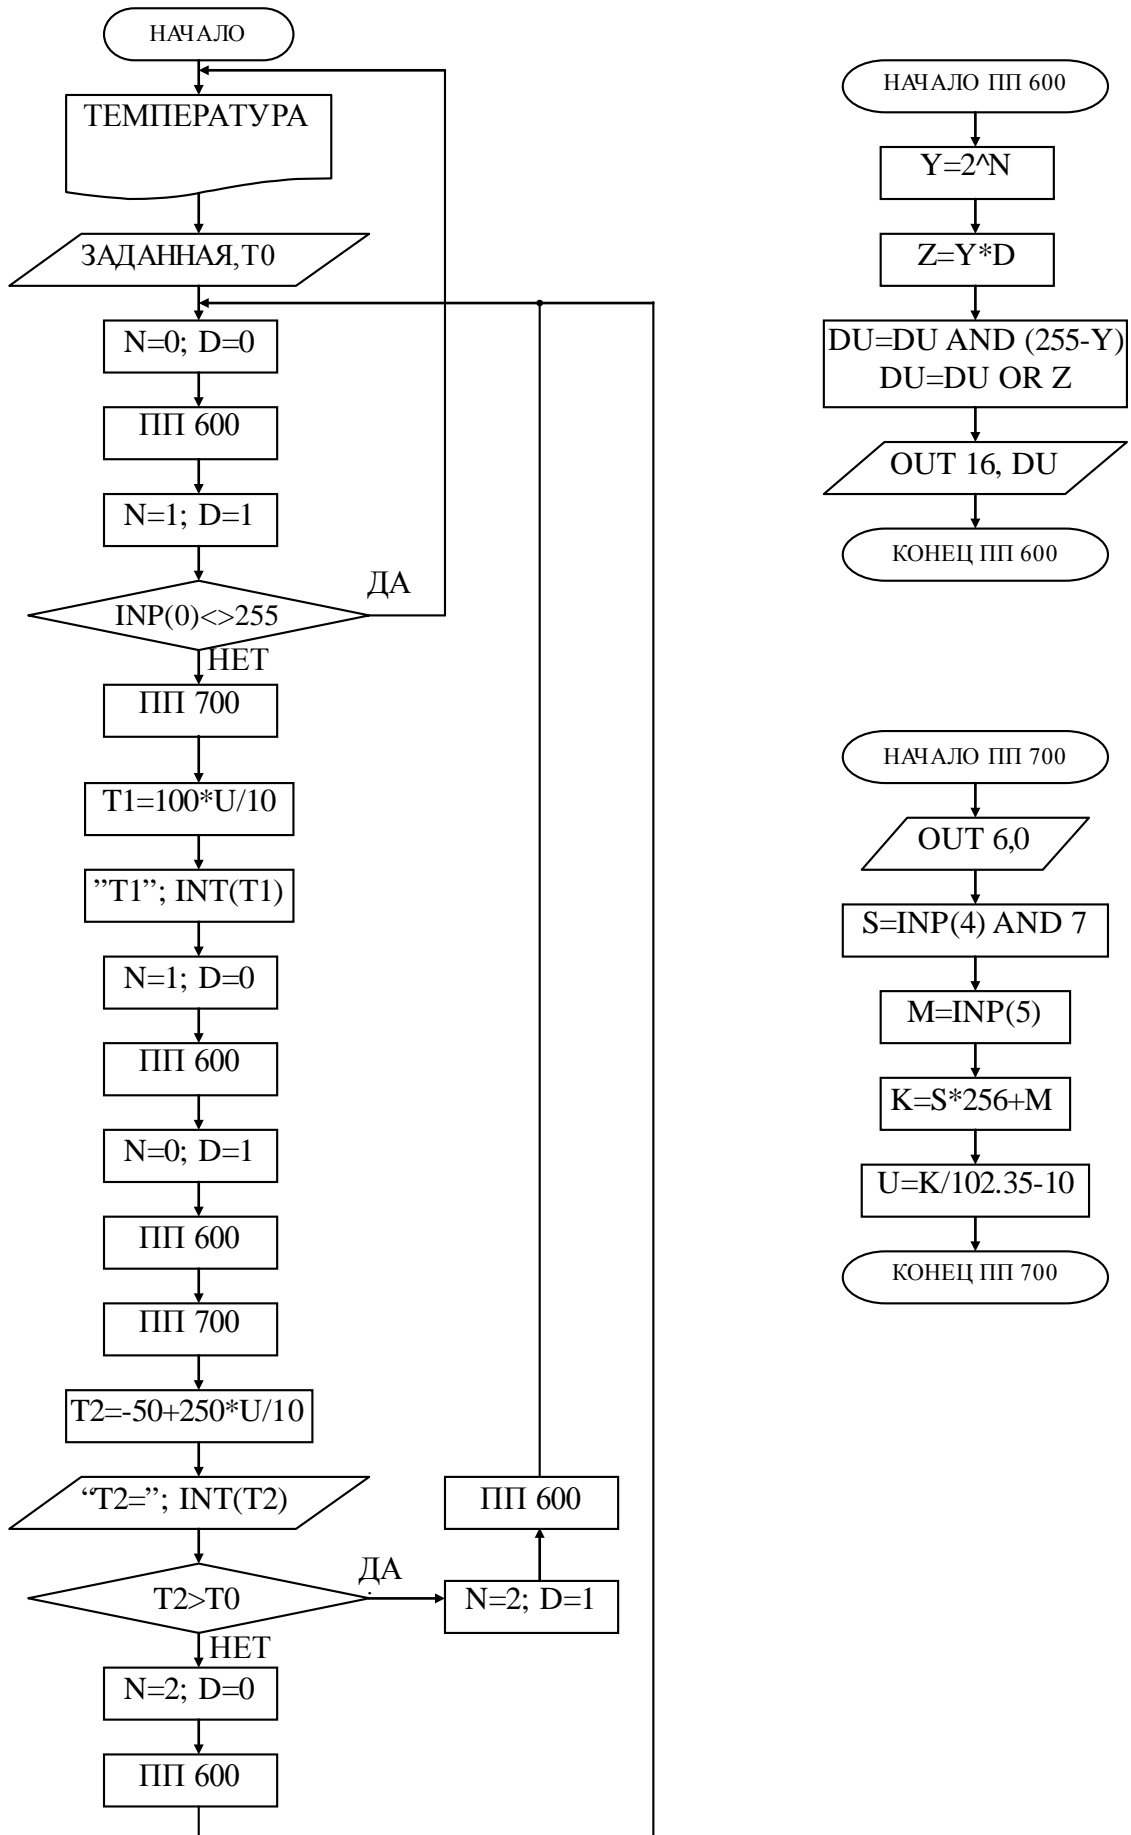 НАЧАЛО
ТЕМПЕРАТУРА
ЗАДАННАЯ,Т0
N=0; D=0
ПП 600
N=1; D=1
ДА
INP(0)<>255
НЕТ
ПП 700
T1=100*U/10
”T1”; INT(T1)
N=1; D=0
ПП 600
N=0; D=1
ПП 600
ПП 700
T2=-50+250*U/10
“T2=”; INT(T2)
ДА
T2>T0
НЕТ
N=2; D=0
ПП 600
ПП 600
N=2; D=1
НАЧАЛО ПП 600
Y=2^N
Z=Y*D
DU=DU AND (255-Y)
DU=DU OR Z
OUT 16, DU
КОНЕЦ ПП 600
НАЧАЛО ПП 700
OUT 6,0
S=INP(4) AND 7
M=INP(5)
K=S*256+M
U=K/102.35-10
КОНЕЦ ПП 700